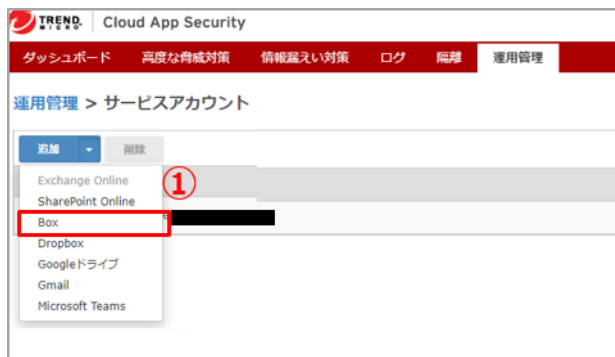 TREND MICRO Cloud App Security
ダッシュボード 高度な脅威対策 情報漏えい対策 ログ 隔離 運用管理
運用管理 > サービスアカウント
追加 削除
Exchange Online
①
SharePoint Online
Box
Dropbox
Googleドライブ
Gmail
Microsoft Teams